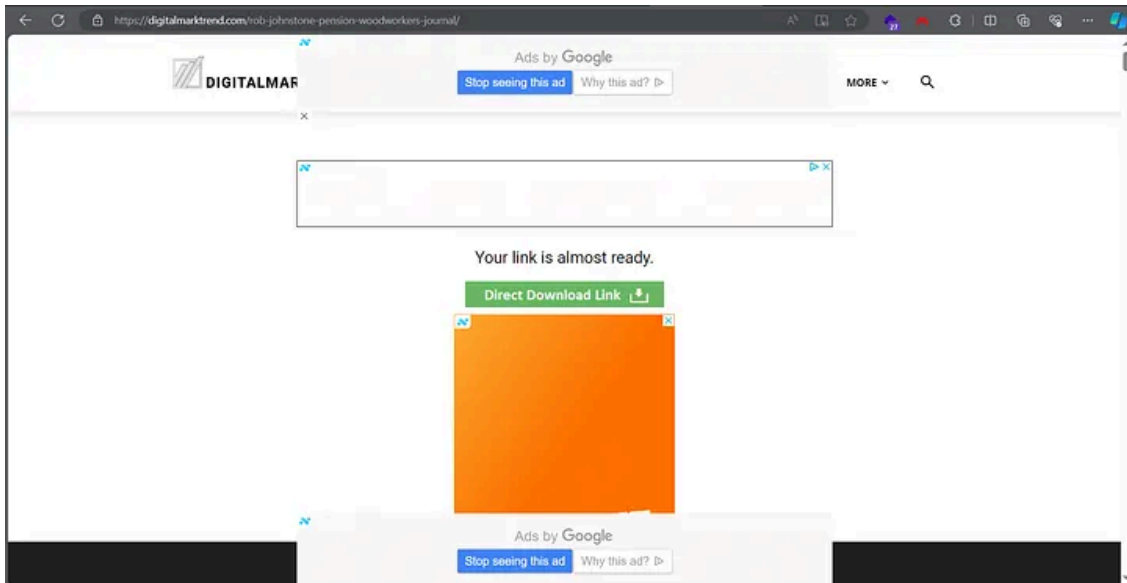 https://digitalmarktrend.com/rob-johnstone-pension-woodworkers-journal/
27
Ads by Google
Stop seeing this ad Why this ad?
DIGITALMAR
MORE
Your link is almost ready.
Direct Download Link
Ads by Google
Stop seeing this ad Why this ad?